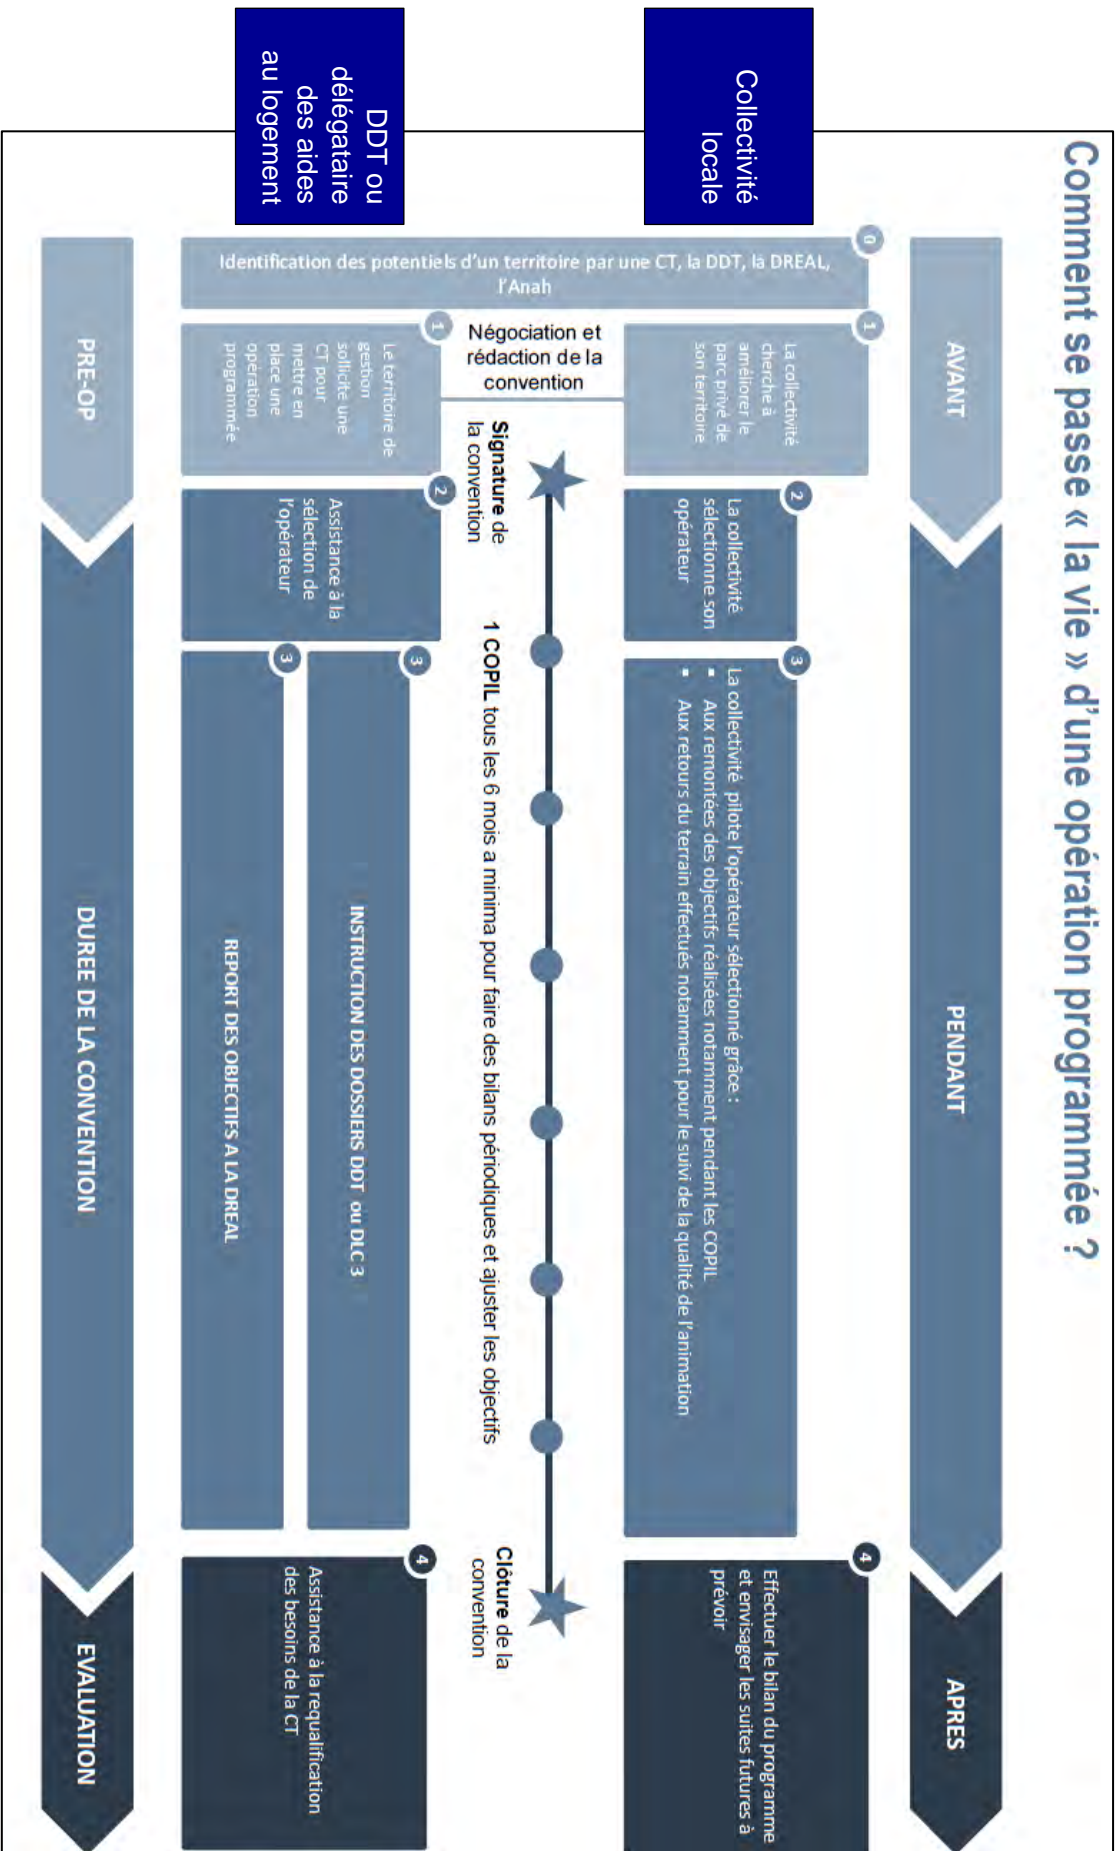 Comment se passe « la vie » d'une opération programmée ?
AVANT
PENDANT
APRES
Collectivité
locale
0
Identification des potentiels d'un territoire par une CT, la DDT, la DREAL,
l'Anah
1
La collectivité
cherche à
améliorer le
parc privé de
son territoire
2
La collectivité
sélectionne son
opérateur
3
La collectivité pilote l'opérateur sélectionné grâce :
▪ Aux remontées des objectifs réalisées notamment pendant les COPIL
▪ Aux retours du terrain effectués notamment pour le suivi de la qualité de l'animation
4
Effectuer le bilan du programme
et envisager les suites futures à
prévoir
Négociation et
rédaction de la
convention
Signature de
la convention
1 COPIL tous les 6 mois a minima pour faire des bilans périodiques et ajuster les objectifs
Clôture de la
convention
DDT ou
délégataire
des aides
au logement
1
Le territoire de
gestion
sollicite une
CT pour
mettre en
place une
opération
programmée
2
Assistance à la
sélection de
l'opérateur
3
INSTRUCTION DES DOSSIERS DDT ou DLC 3
3
REPORT DES OBJECTIFS A LA DREAL
4
Assistance à la requalification
des besoins de la CT
PRE-OP
DUREE DE LA CONVENTION
EVALUATION